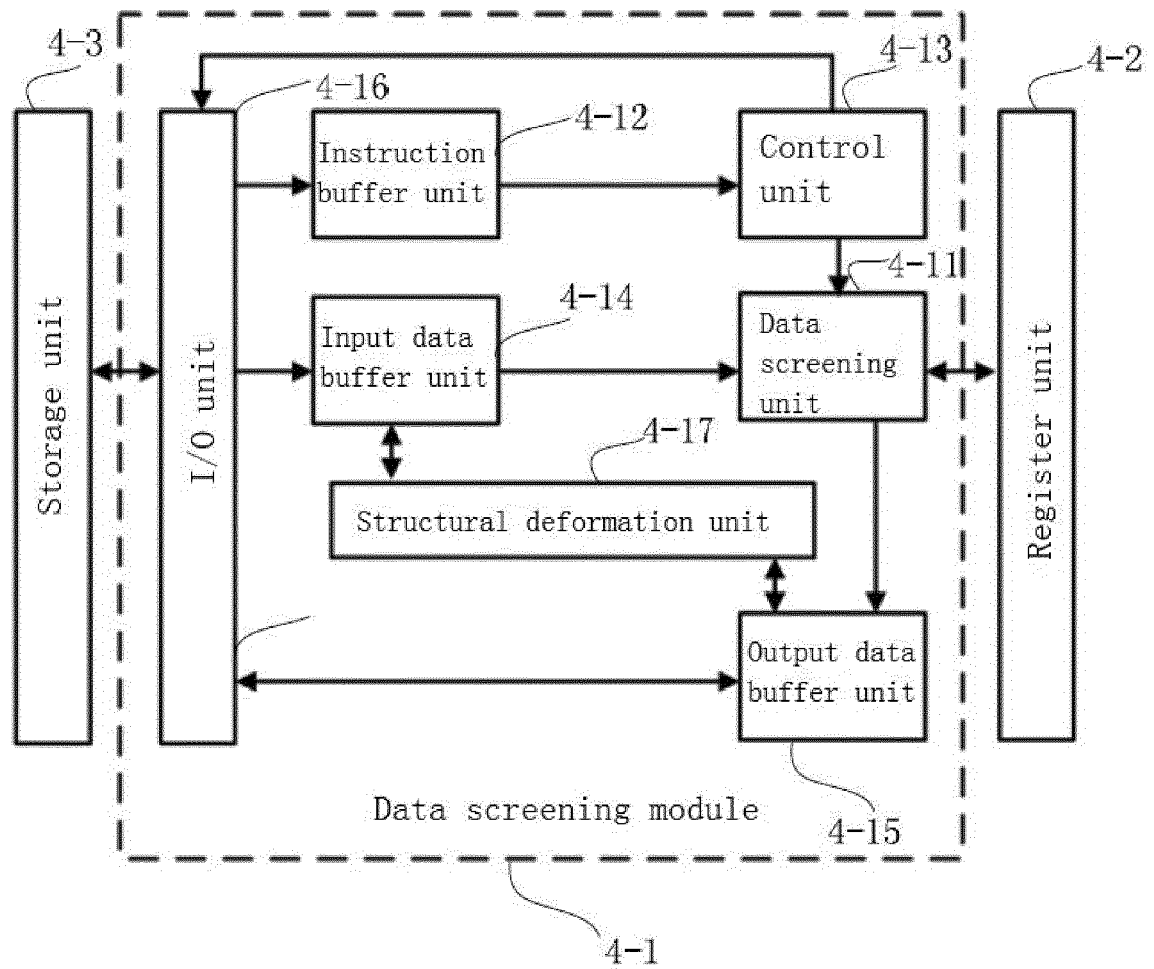 4-3
4-13
4-2
4-16
4-12
Instruction
buffer unit
Control
unit
4-11
4-14
Input data
buffer unit
Data
screening
unit
Storage unit
I/O unit
Register unit
4-17
Structural deformation unit
Output data
buffer unit
Data screening module
4-15
4-1